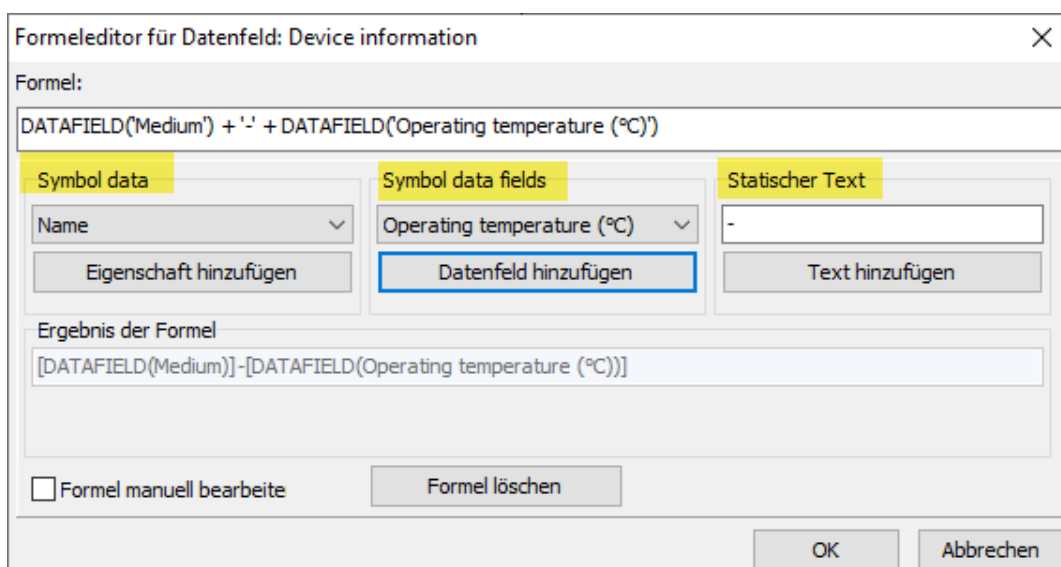 Formeleditor für Datenfeld: Device information
Formel:
DATAFIELD('Medium') + '-' + DATAFIELD('Operating temperature (°C)')
Symbol data
Symbol data fields
Statischer Text
Name
Operating temperature (°C)
-
Eigenschaft hinzufügen
Datenfeld hinzufügen
Text hinzufügen
Ergebnis der Formel
[DATAFIELD(Medium)]-[DATAFIELD(Operating temperature (°C))]
Formel manuell bearbeite
Formel löschen
OK
Abbrechen